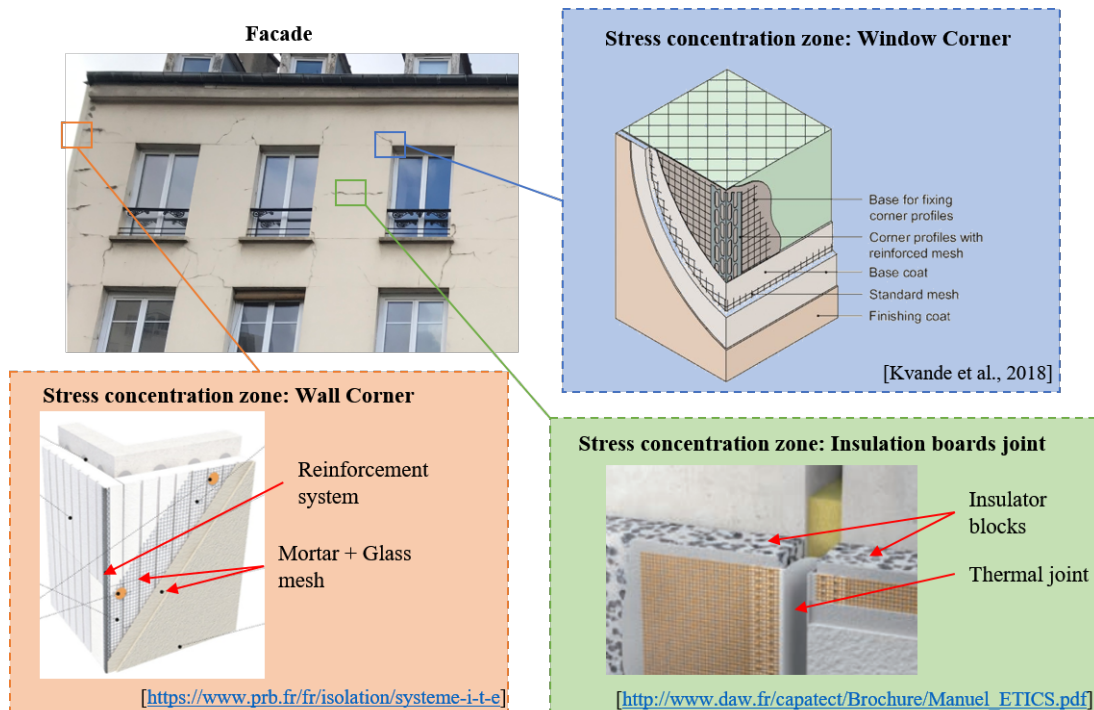 Facade
Stress concentration zone: Window Corner
Base for fixing
corner profiles
Corner profiles with
reinforced mesh
Base coat
Standard mesh
Finishing coat
[Kvande et al., 2018]
Stress concentration zone: Wall Corner
Reinforcement
system
Mortar + Glass
mesh
[https://www.prb.fr/fr/isolation/systeme-i-t-e]
Stress concentration zone: Insulation boards joint
Insulator
blocks
Thermal joint
[http://www.daw.fr/capatect/Brochure/Manuel_ETICS.pdf]